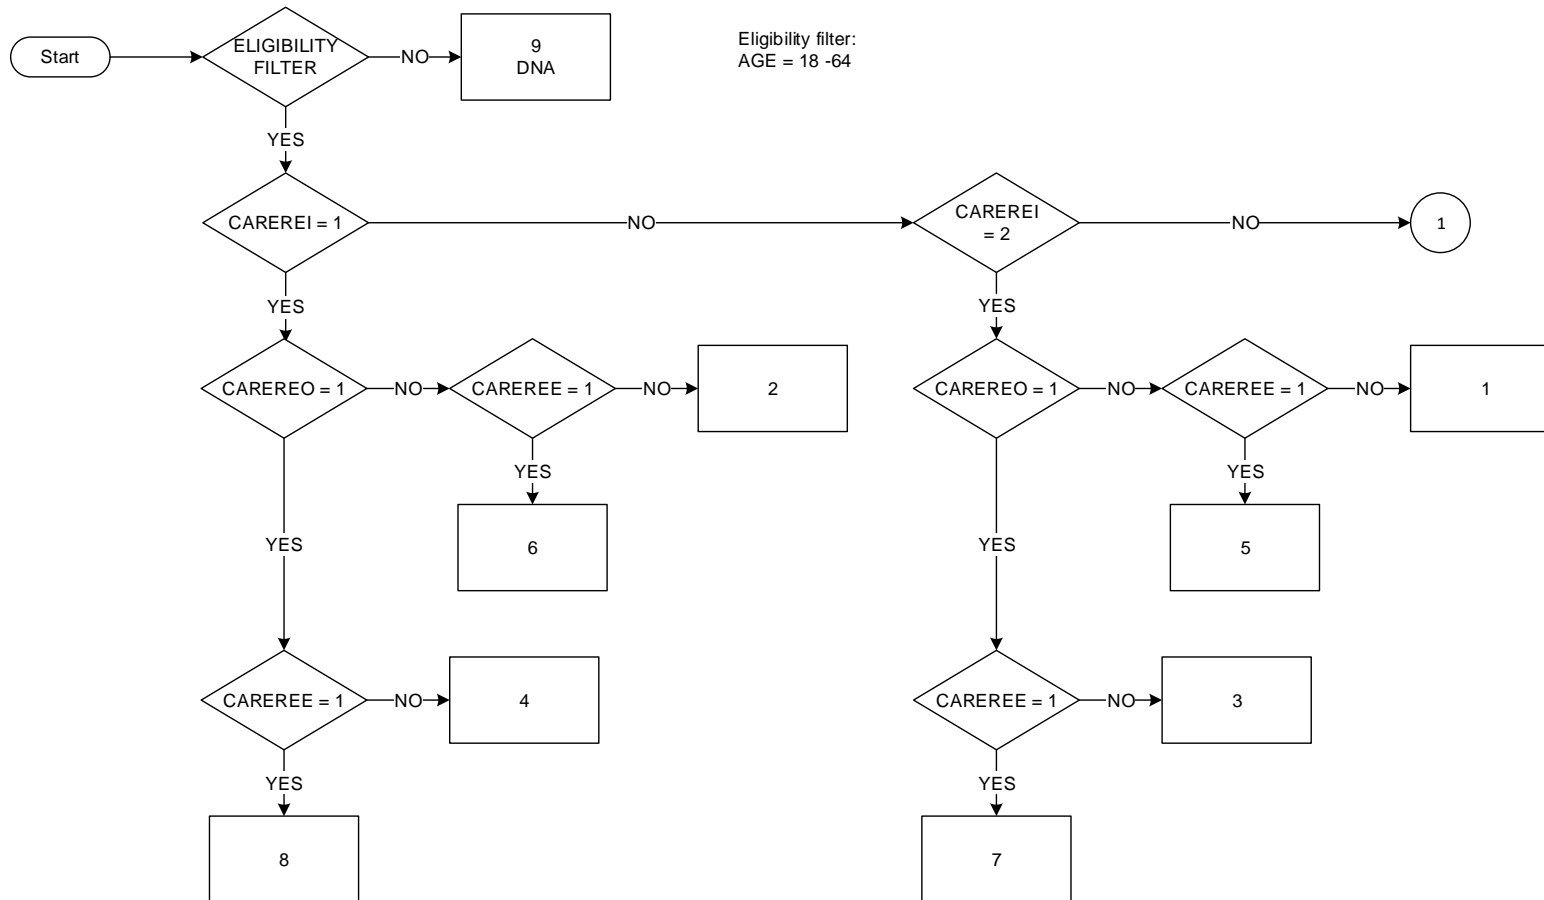 Start
ELIGIBILITY
FILTER
NO
9
DNA
Eligibility filter:
AGE = 18 -64
YES
CAREREI = 1
NO
CAREREI
= 2
NO
1
YES
YES
CAREREO = 1
NO
CAREREE = 1
NO
2
CAREREO = 1
NO
CAREREE = 1
NO
1
YES
YES
YES
6
YES
5
CAREREE = 1
NO
4
CAREREE = 1
NO
3
YES
YES
8
7